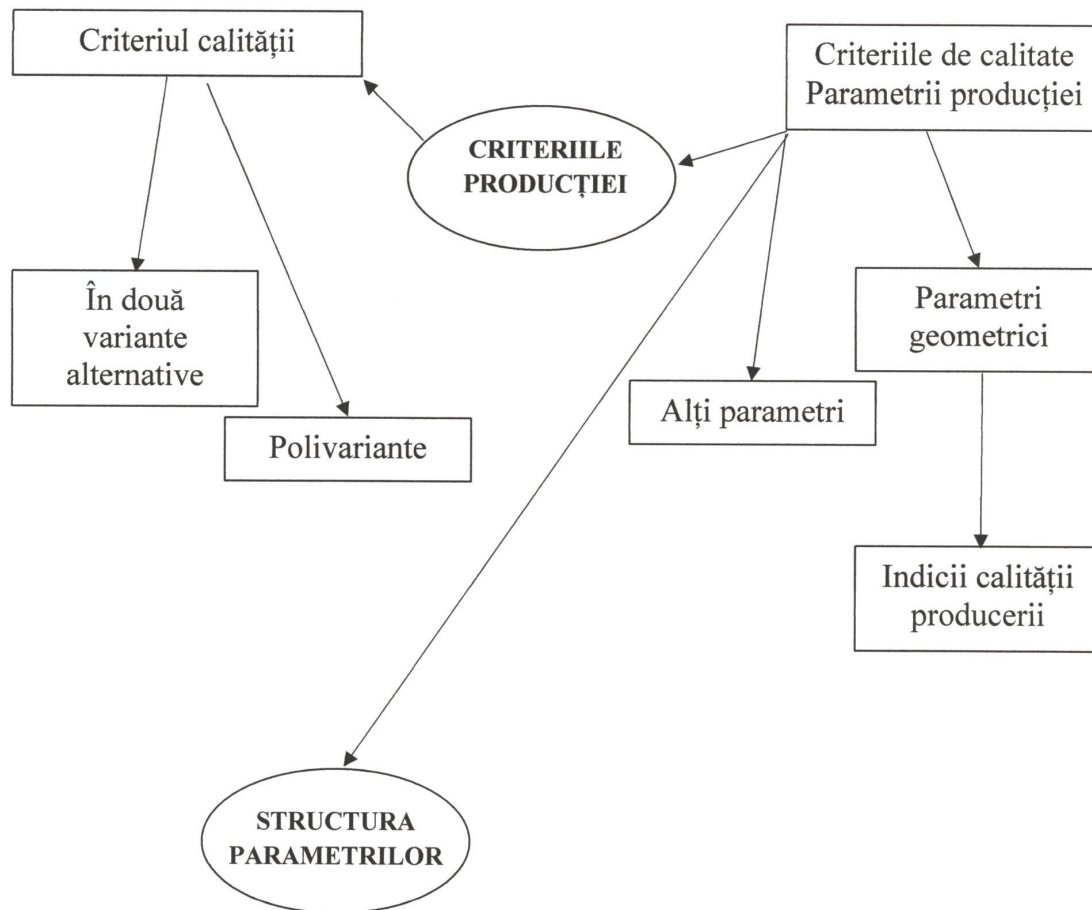 Criteriul calității
Criteriile de calitate
Parametrii producției
CRITERIILE
PRODUCȚIEI
În două
variante
alternative
Parametri
geometrici
Alți parametri
Polivariante
Indicii calității
producerii
STRUCTURA
PARAMETRILOR